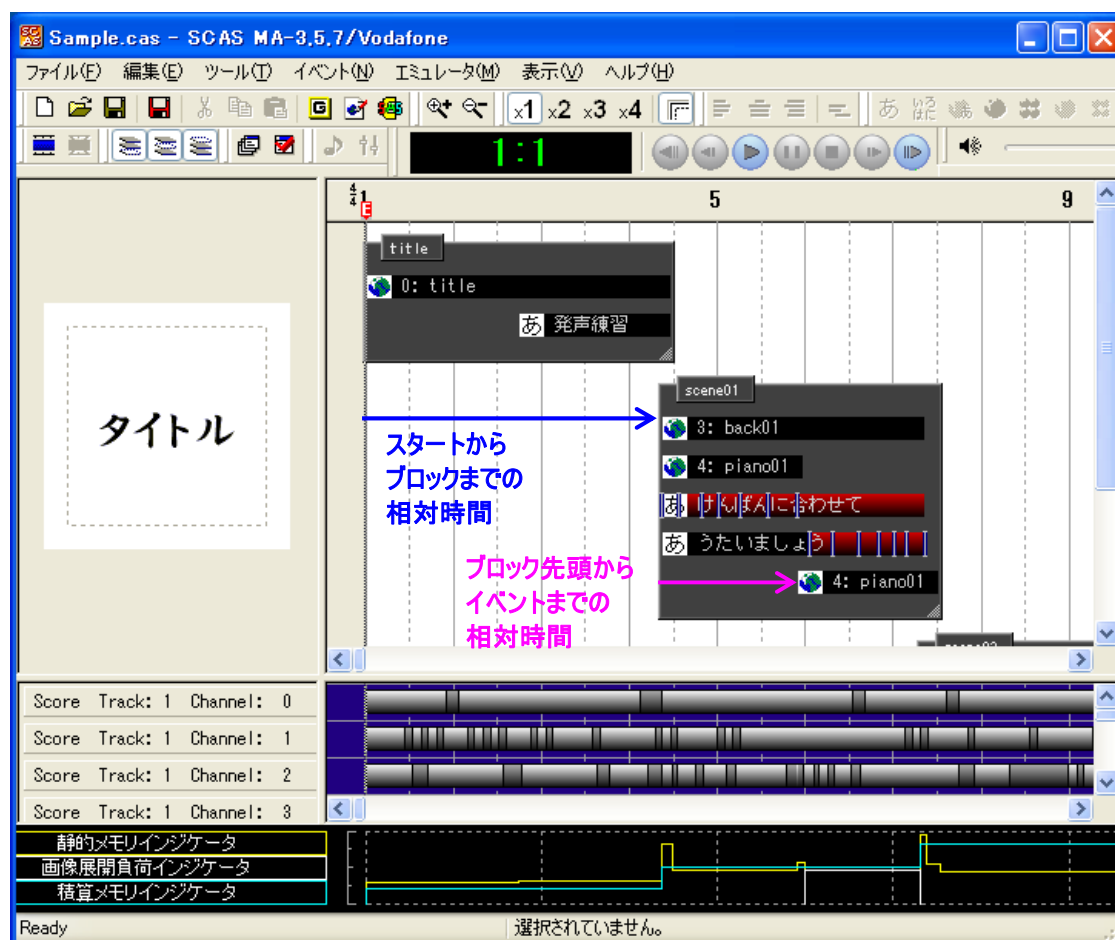 Sample.cas - SCAS MA-3,5,7/Vodafone
ファイル(F) 編集(E) ツール(T) イベント(N) エミュレータ(M) 表示(V) ヘルプ(H)
x1 x2 x3 x4 あ
1:1
4/4 1 5 9
E
title
0: title
あ 発声練習
タイトル
scene01
3: back01
4: piano01
あ けんばんに合わせて
あ うたいましょう
4: piano01
スタートから
ブロックまでの
相対時間
ブロック先頭から
イベントまでの
相対時間
Score Track: 1 Channel: 0
Score Track: 1 Channel: 1
Score Track: 1 Channel: 2
Score Track: 1 Channel: 3
静的メモリインジケータ
画像展開負荷インジケータ
積算メモリインジケータ
Ready 選択されていません。